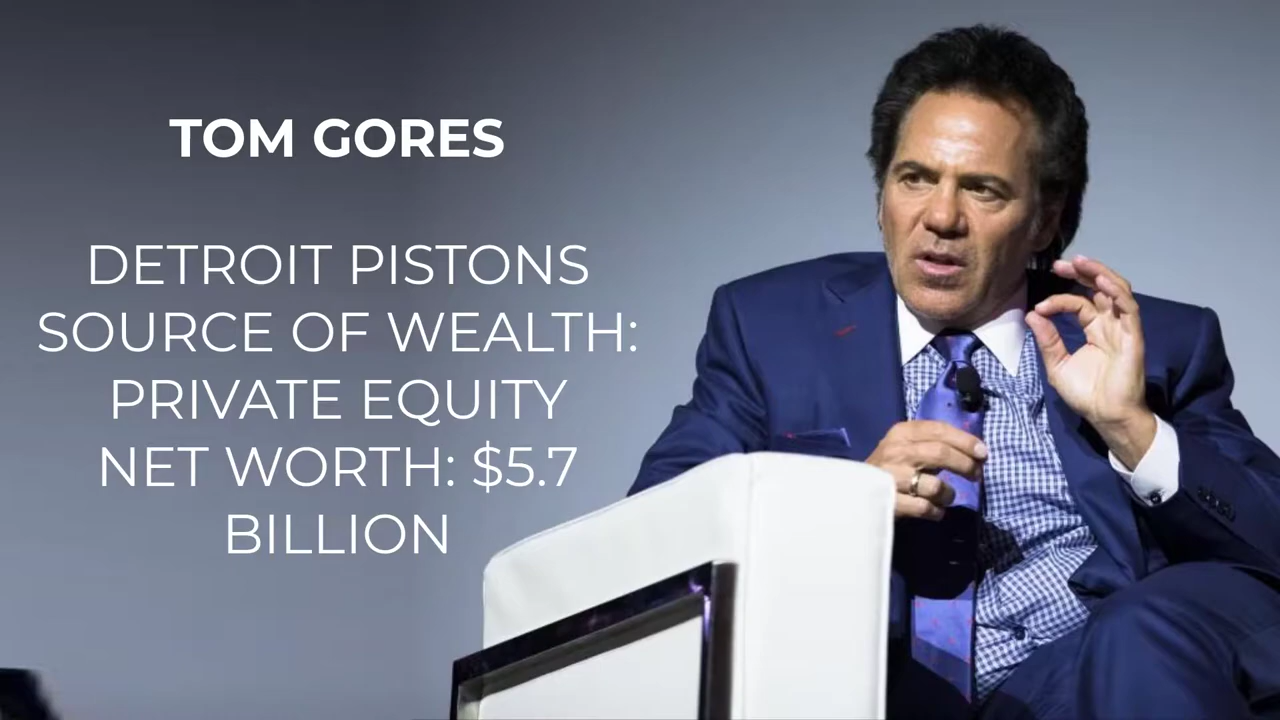 TOM GORES
DETROIT PISTONS
SOURCE OF WEALTH:
PRIVATE EQUITY
NET WORTH: $5.7
BILLION